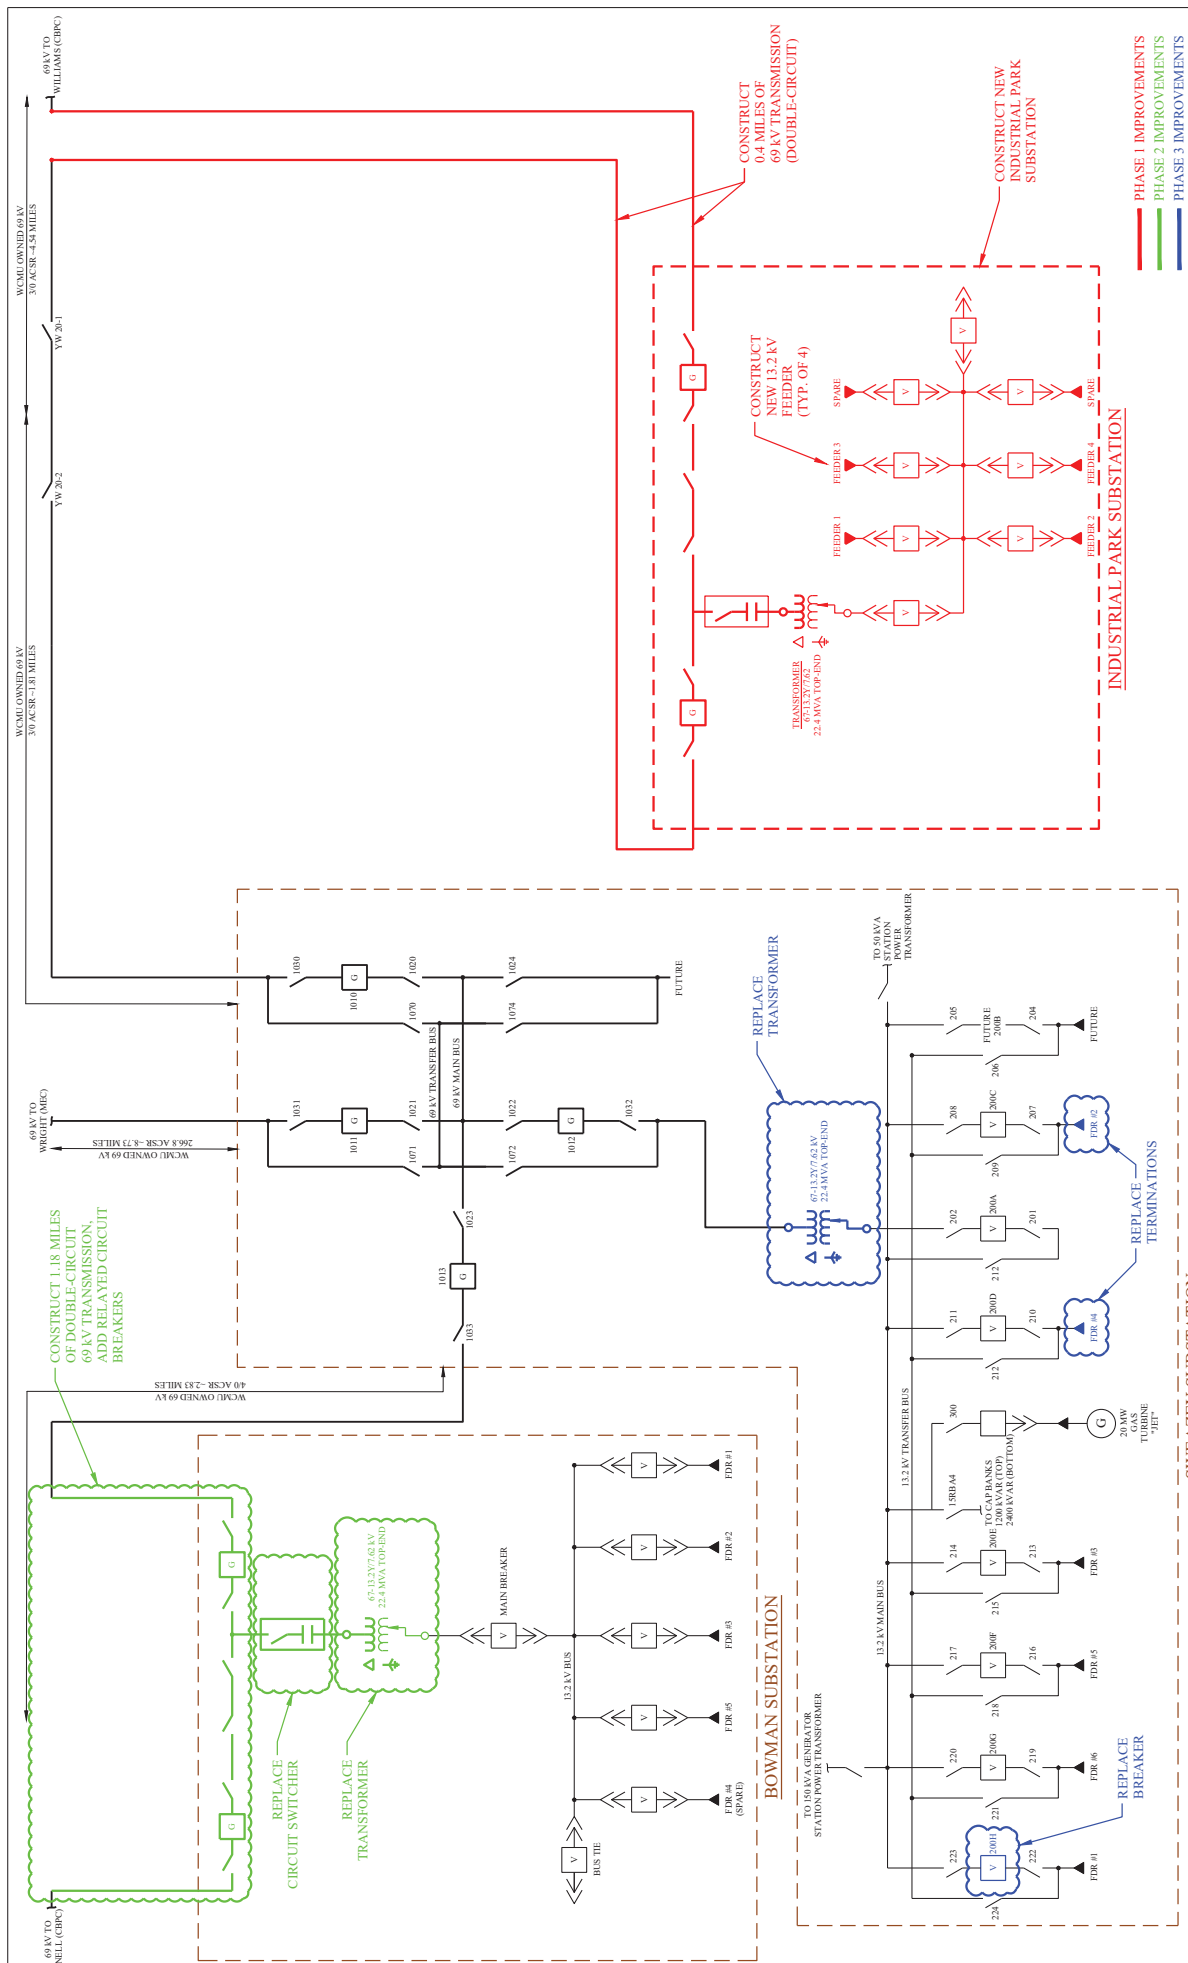 69 kV TO
WILLIAMS (CBPC)
WCMU OWNED 69 kV
3/0 ACSR ~4.54 MILES
YW 20-1
WCMU OWNED 69 kV
3/0 ACSR ~1.81 MILES
YW 20-2
CONSTRUCT
0.4 MILES OF
69 kV TRANSMISSION
(DOUBLE-CIRCUIT)
CONSTRUCT NEW
INDUSTRIAL PARK
SUBSTATION
PHASE 1 IMPROVEMENTS
PHASE 2 IMPROVEMENTS
PHASE 3 IMPROVEMENTS
G
CONSTRUCT
NEW 13.2 kV
FEEDER
(TYP. OF 4)
V
SPARE
V
V
SPARE
FEEDER 3
V
V
FEEDER 4
FEEDER 1
V
V
FEEDER 2
V
G
TRANSFORMER
67-13.2Y/7.62
22.4 MVA TOP-END
INDUSTRIAL PARK SUBSTATION
69 kV TO
WRIGHT (MEC)
WCMU OWNED 69 kV
266.8 ACSR ~8.73 MILES
1030
G
1010
1020
1070
1024
1074
FUTURE
69 kV TRANSFER BUS
69 kV MAIN BUS
1031
G
1011
1021
1071
1022
1072
G
1012
1032
1023
1013
G
1033
WCMU OWNED 69 kV
4/0 ACSR ~2.83 MILES
REPLACE
TRANSFORMER
67-13.2Y/7.62 kV
22.4 MVA TOP-END
TO 50 kVA
STATION
POWER
TRANSFORMER
205
FUTURE
200B
204
206
FUTURE
208
V
200C
207
209
FDR #2
202
V
200A
201
212
REPLACE
TERMINATIONS
211
V
200D
210
212
FDR #4
13.2 kV TRANSFER BUS
300
G
20 MW
GAS
TURBINE
"JET"
15RBA4
TO CAP BANKS
1200 kVAR (TOP)
2400 kVAR (BOTTOM)
214
V
200E
213
215
FDR #3
13.2 kV MAIN BUS
217
V
200F
216
218
FDR #5
TO 150 kVA GENERATOR
STATION POWER TRANSFORMER
220
V
200G
219
221
FDR #6
REPLACE
BREAKER
223
V
200H
222
224
FDR #1
CONSTRUCT 1.18 MILES
OF DOUBLE-CIRCUIT
69 kV TRANSMISSION,
ADD RELAYED CIRCUIT
BREAKERS
G
G
REPLACE
CIRCUIT SWITCHER
REPLACE
TRANSFORMER
67-13.2Y/7.62 kV
22.4 MVA TOP-END
MAIN BREAKER
V
13.2 kV BUS
V
FDR #1
V
FDR #2
V
FDR #3
V
FDR #5
V
FDR #4
(SPARE)
V
BUS TIE
BOWMAN SUBSTATION
69 kV TO
NELL (CBPC)